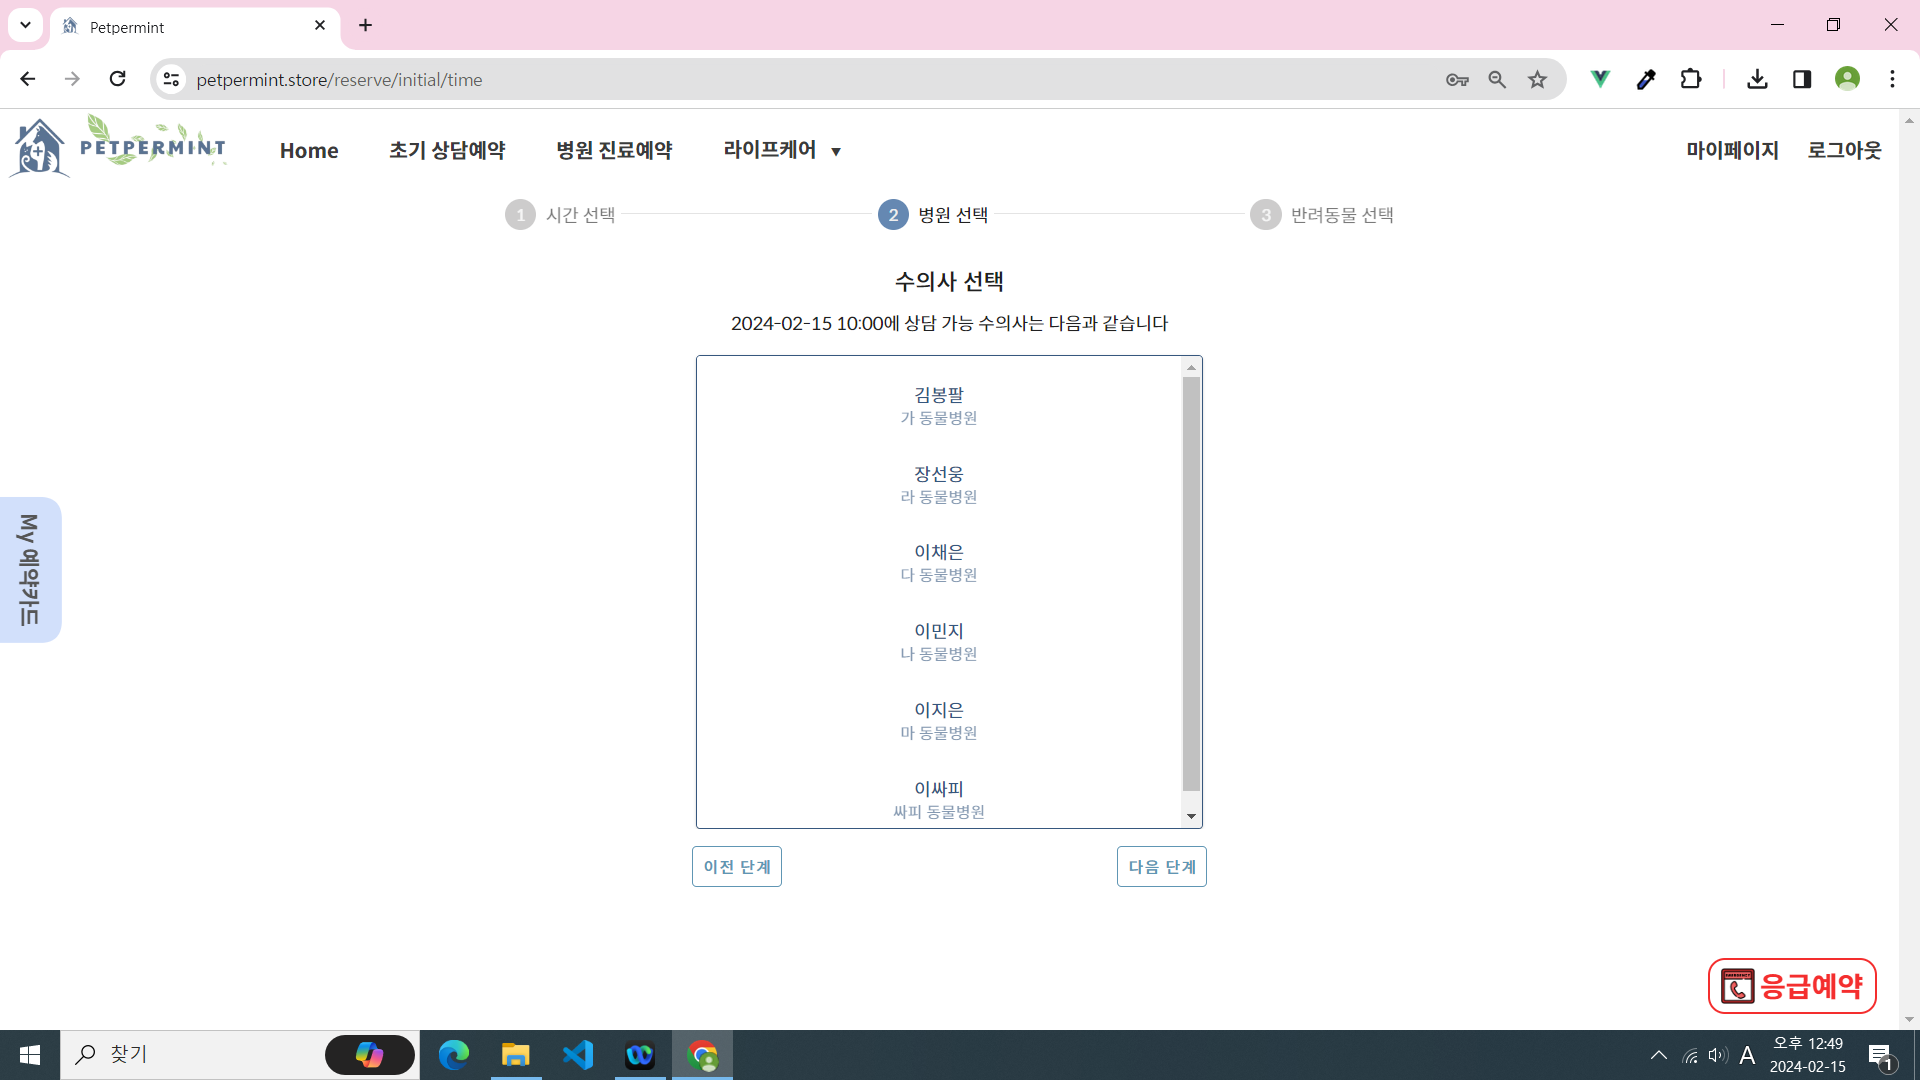 Petpermint
petpermint.store/reserve/initial/time
PETPERMINT
Home
초기 상담예약
병원 진료예약
라이프케어 ▼
마이페이지
로그아웃
1 시간 선택
2 병원 선택
3 반려동물 선택
수의사 선택
2024-02-15 10:00에 상담 가능 수의사는 다음과 같습니다
김봉팔
가 동물병원
장선웅
라 동물병원
이채은
다 동물병원
이민지
나 동물병원
이지은
마 동물병원
이싸피
싸피 동물병원
My 예약카드
이전 단계
다음 단계
응급예약
찾기
A
오후 12:49
2024-02-15
1